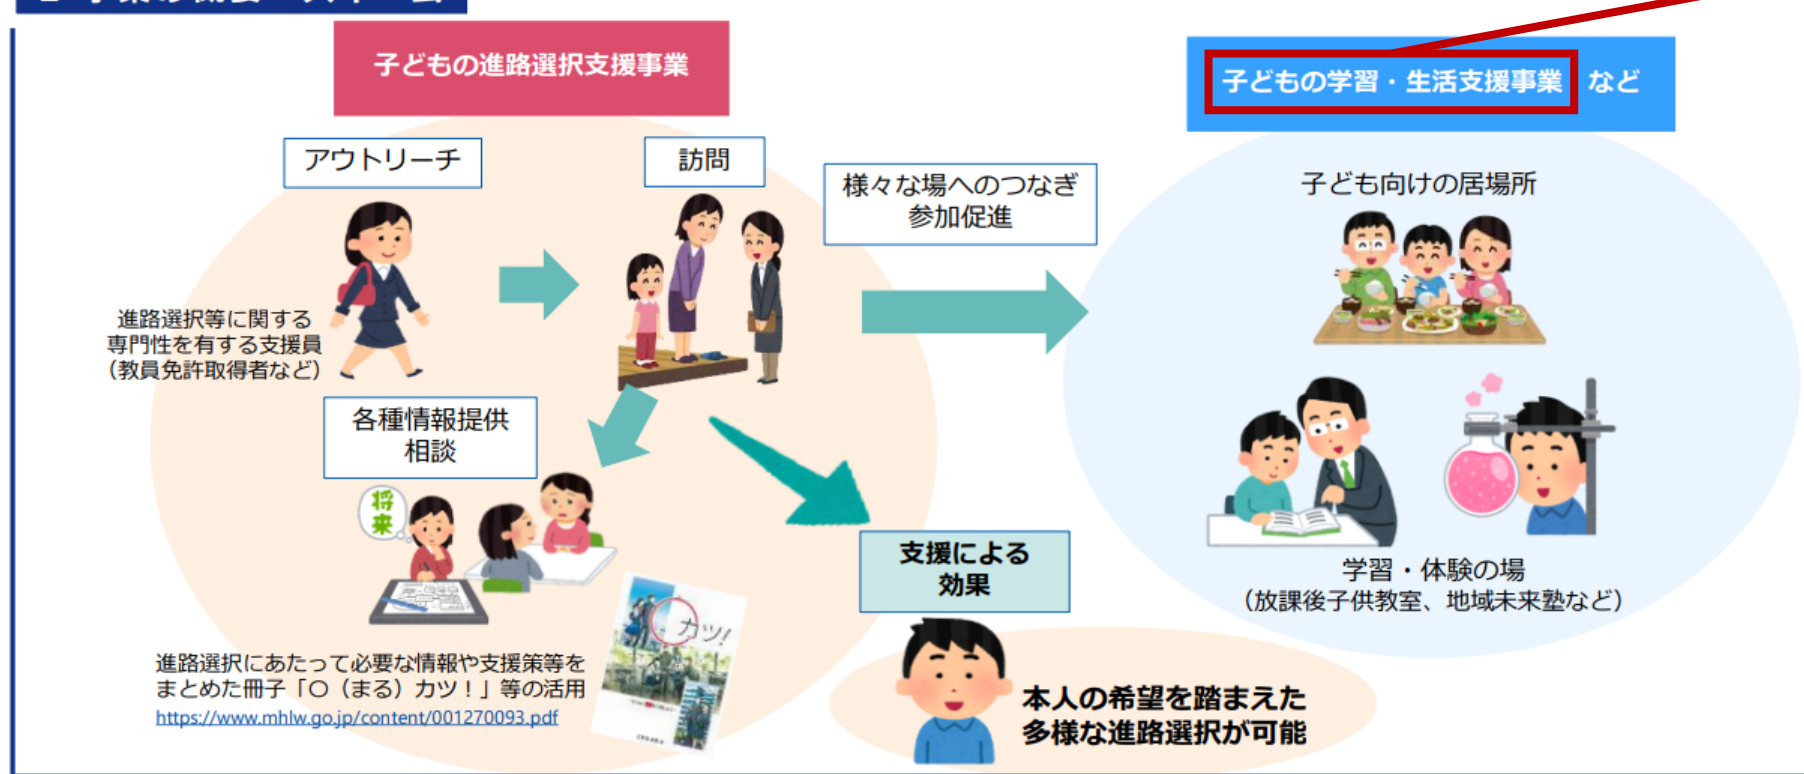 子どもの進路選択支援事業
子どもの学習・生活支援事業 など
アウトリーチ
訪問
様々な場へのつなぎ
参加促進
子ども向けの居場所
進路選択等に関する
専門性を有する支援員
（教員免許取得者など）
各種情報提供
相談
将来
支援による
効果
学習・体験の場
（放課後子供教室、地域未来塾など）
カツ！
進路選択にあたって必要な情報や支援策等を
まとめた冊子「〇（まる）カツ！」等の活用
https://www.mhlw.go.jp/content/001270093.pdf
本人の希望を踏まえた
多様な進路選択が可能